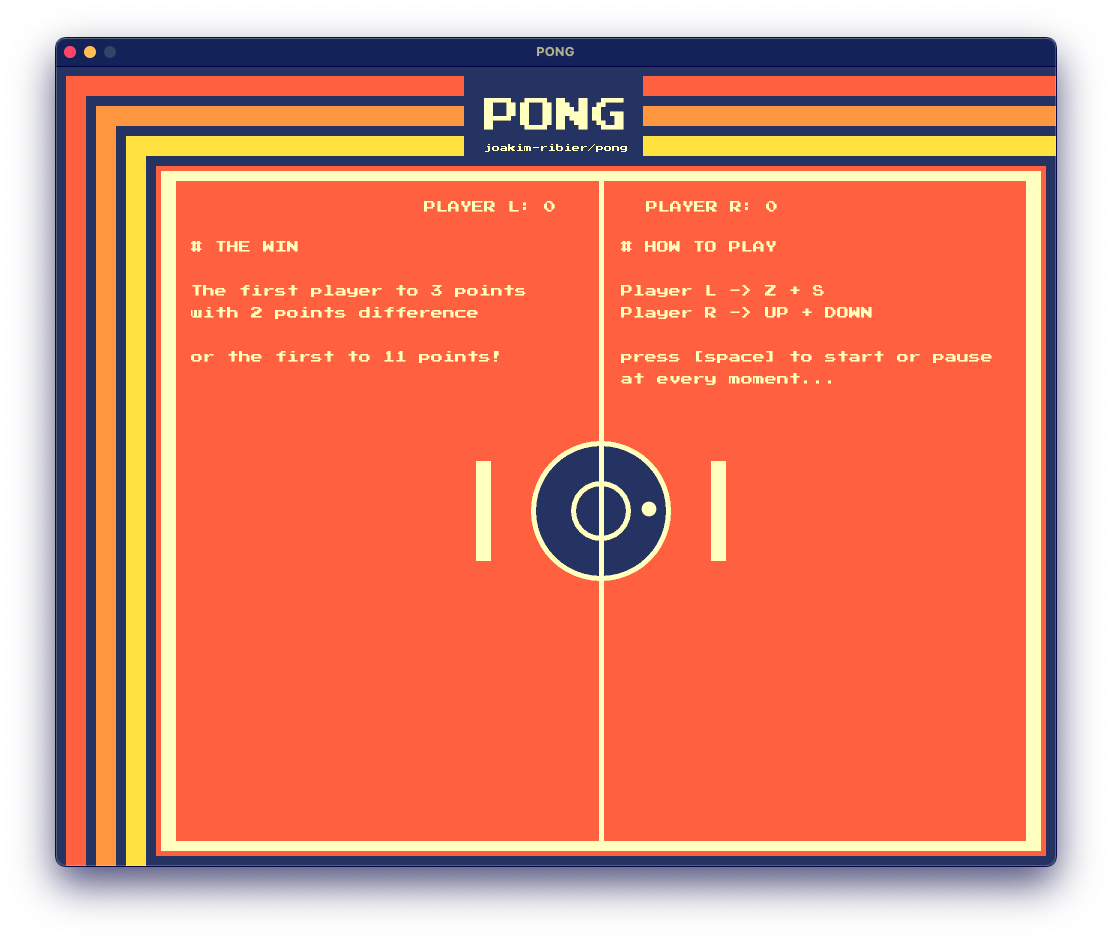 PONG
PONG
joakim-ribier/pong
PLAYER L: 0
PLAYER R: 0
# THE WIN
The first player to 3 points
with 2 points difference
or the first to 11 points!
# HOW TO PLAY
Player L -> Z + S
Player R -> UP + DOWN
press [space] to start or pause
at every moment...